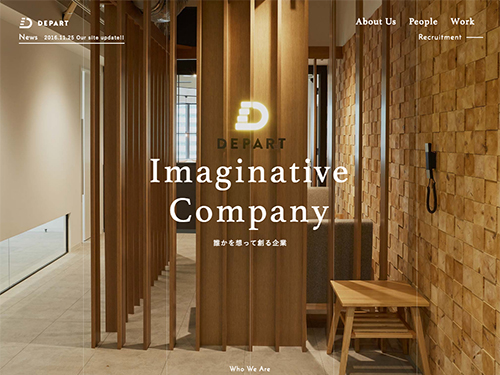 DEPART
About Us People Work
News 2016.11.25 Our site update!!
Recruitment
DEPART
Imaginative
Company
誰かを想って創る企業
Who We Are